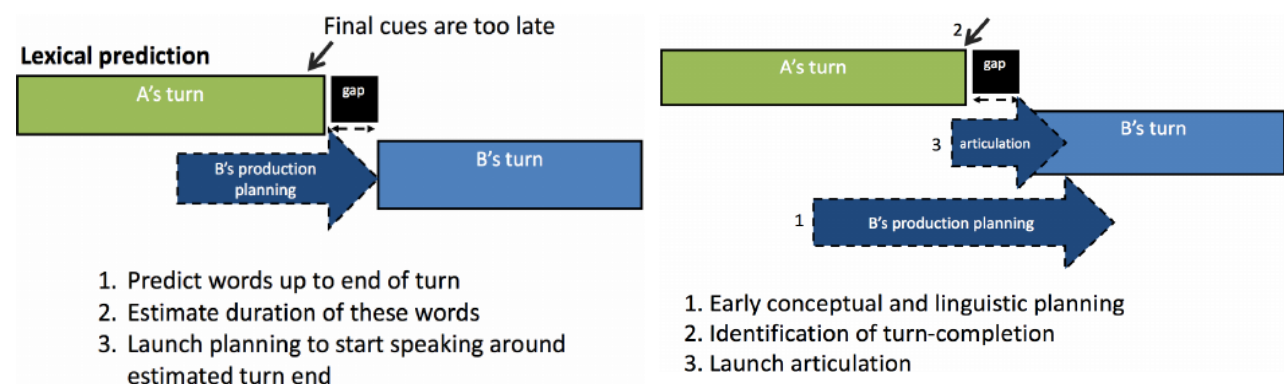 Final cues are too late
Lexical prediction
A's turn
gap
B's production
planning
B's turn
1. Predict words up to end of turn
2. Estimate duration of these words
3. Launch planning to start speaking around
estimated turn end
2
A's turn
gap
3
articulation
B's turn
1
B's production planning
1. Early conceptual and linguistic planning
2. Identification of turn-completion
3. Launch articulation